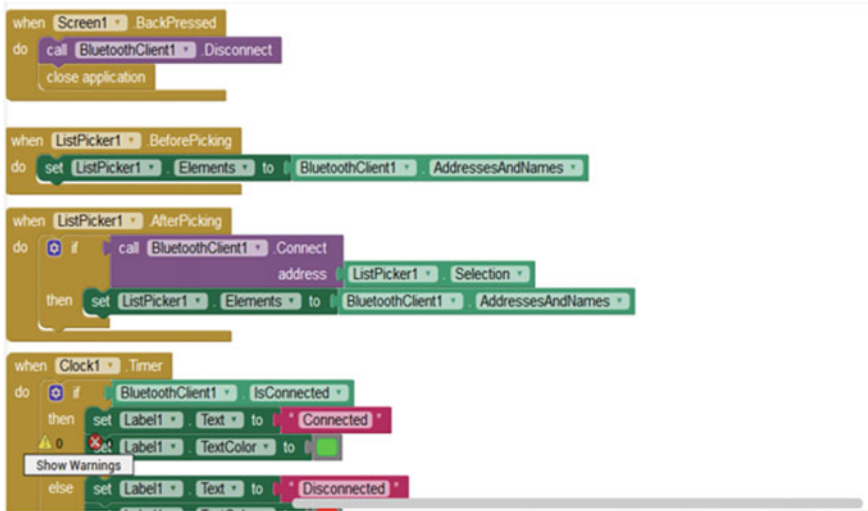 when Screen1 .BackPressed
do call BluetoothClient1 .Disconnect
close application
when ListPicker1 .BeforePicking
do set ListPicker1 . Elements to BluetoothClient1 . AddressesAndNames
when ListPicker1 .AfterPicking
do if call BluetoothClient1 .Connect
address ListPicker1 . Selection
then set ListPicker1 . Elements to BluetoothClient1 . AddressesAndNames
when Clock1 .Timer
do if BluetoothClient1 . IsConnected
then set Label1 . Text to " Connected "
0 set Label1 . TextColor to
Show Warnings
else set Label1 . Text to " Disconnected "